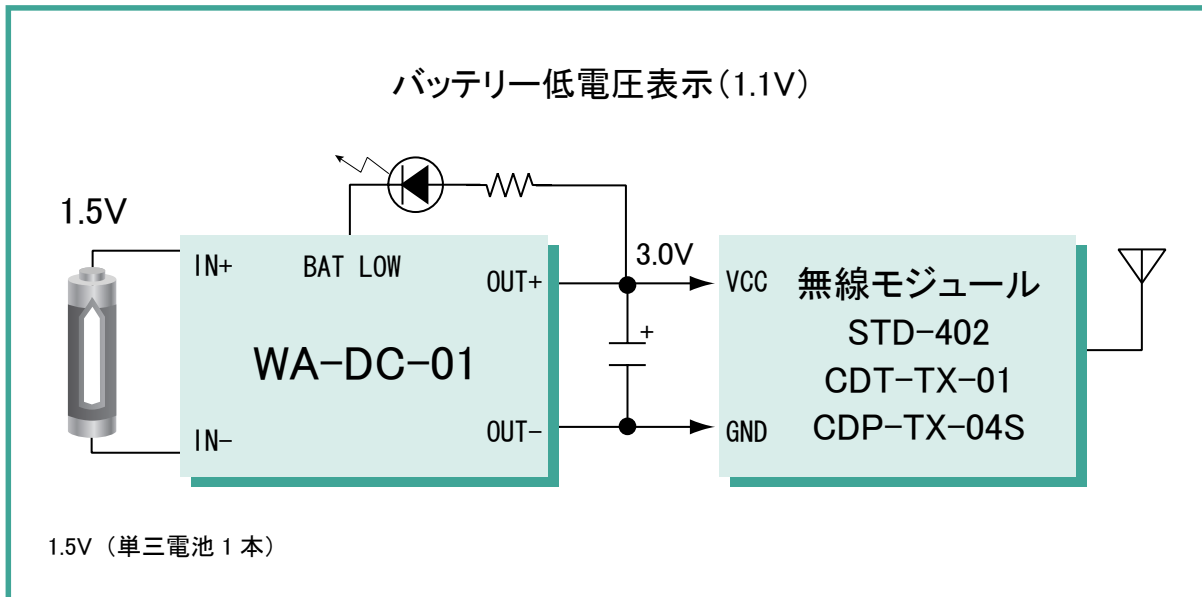 バッテリー低電圧表示(1.1V)
1.5V
IN+
BAT LOW
OUT+
3.0V
VCC
無線モジュール
STD-402
WA-DC-01
+
CDT-TX-01
CDP-TX-04S
IN-
OUT-
GND
1.5V (単三電池 1 本)